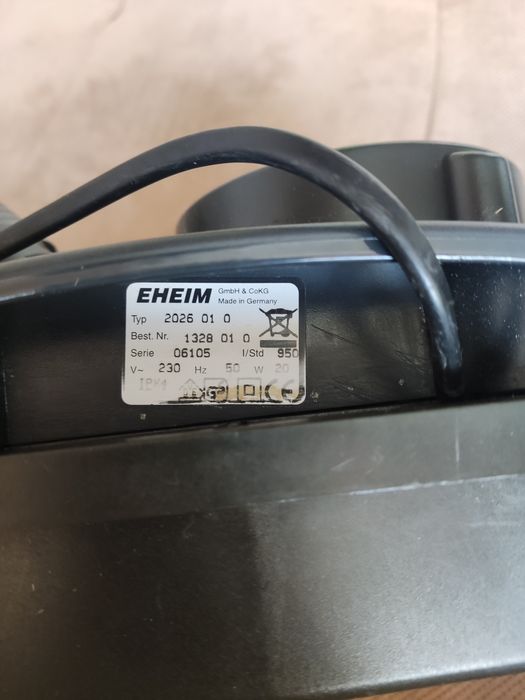 EHEIM GmbH & CoKG
Made in Germany
Typ 2026 01 0
Best. Nr. 1328 01 0
Serie 06105 l/Std 950
V~ 230 Hz 50 W 20